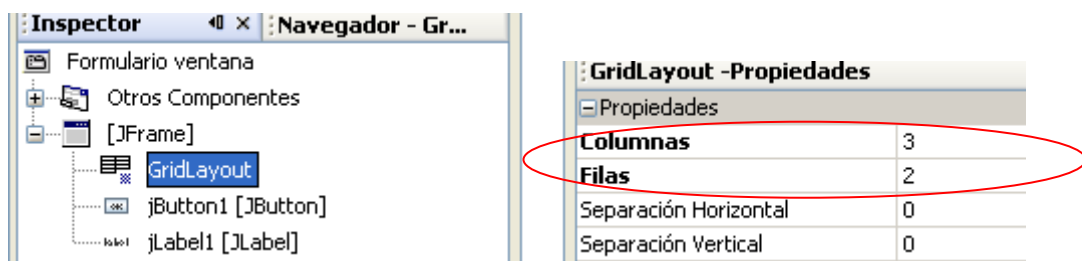 Inspector
Navegador - Gr...
Formulario ventana
Otros Componentes
[JFrame]
GridLayout
jButton1 [JButton]
jLabel1 [JLabel]
GridLayout -Propiedades
Propiedades
Columnas 3
Filas 2
Separación Horizontal 0
Separación Vertical 0